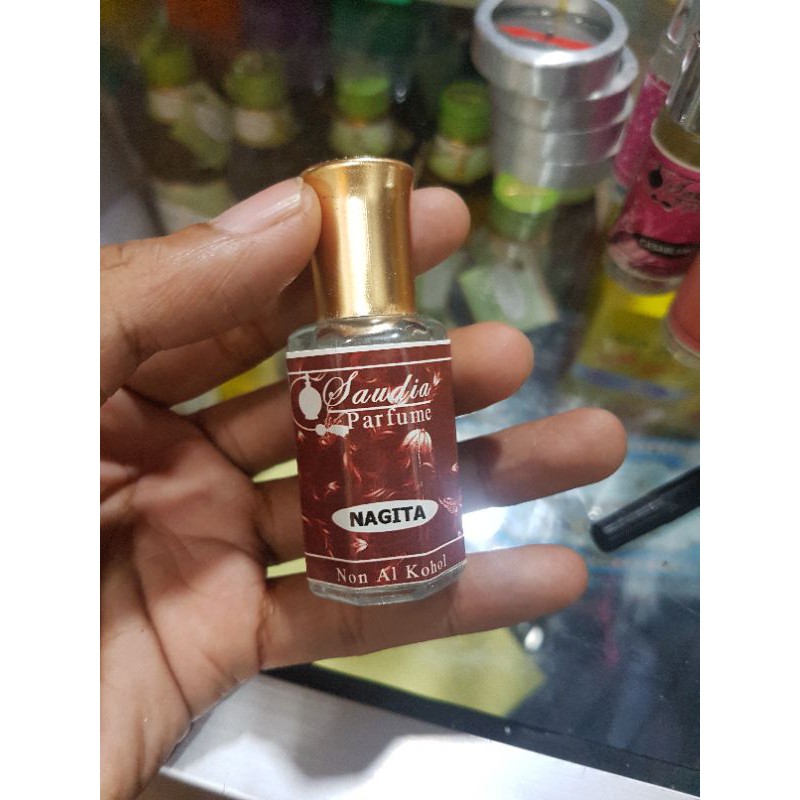 Saudia
Parfume
NAGITA
Non Al Kohol